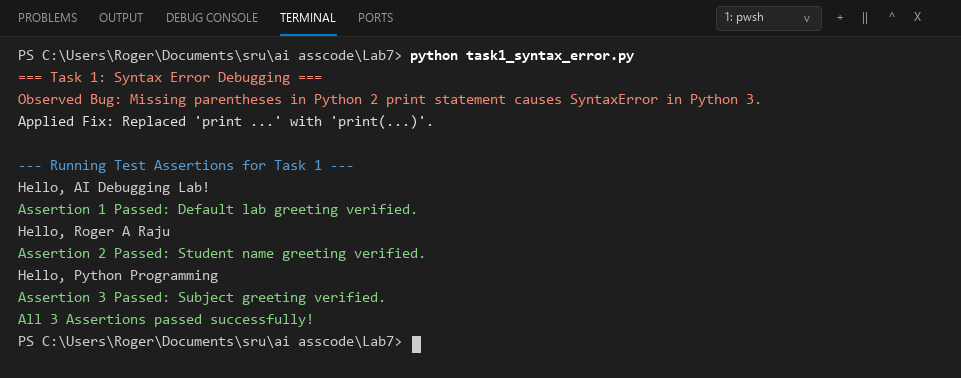 PROBLEMS OUTPUT DEBUG CONSOLE TERMINAL PORTS 1: pwsh v + || ^ X
PS C:\Users\Roger\Documents\sru\ai asscode\Lab7> python task1_syntax_error.py
=== Task 1: Syntax Error Debugging ===
Observed Bug: Missing parentheses in Python 2 print statement causes SyntaxError in Python 3.
Applied Fix: Replaced 'print ...' with 'print(...)'.
--- Running Test Assertions for Task 1 ---
Hello, AI Debugging Lab!
Assertion 1 Passed: Default lab greeting verified.
Hello, Roger A Raju
Assertion 2 Passed: Student name greeting verified.
Hello, Python Programming
Assertion 3 Passed: Subject greeting verified.
All 3 Assertions passed successfully!
PS C:\Users\Roger\Documents\sru\ai asscode\Lab7>